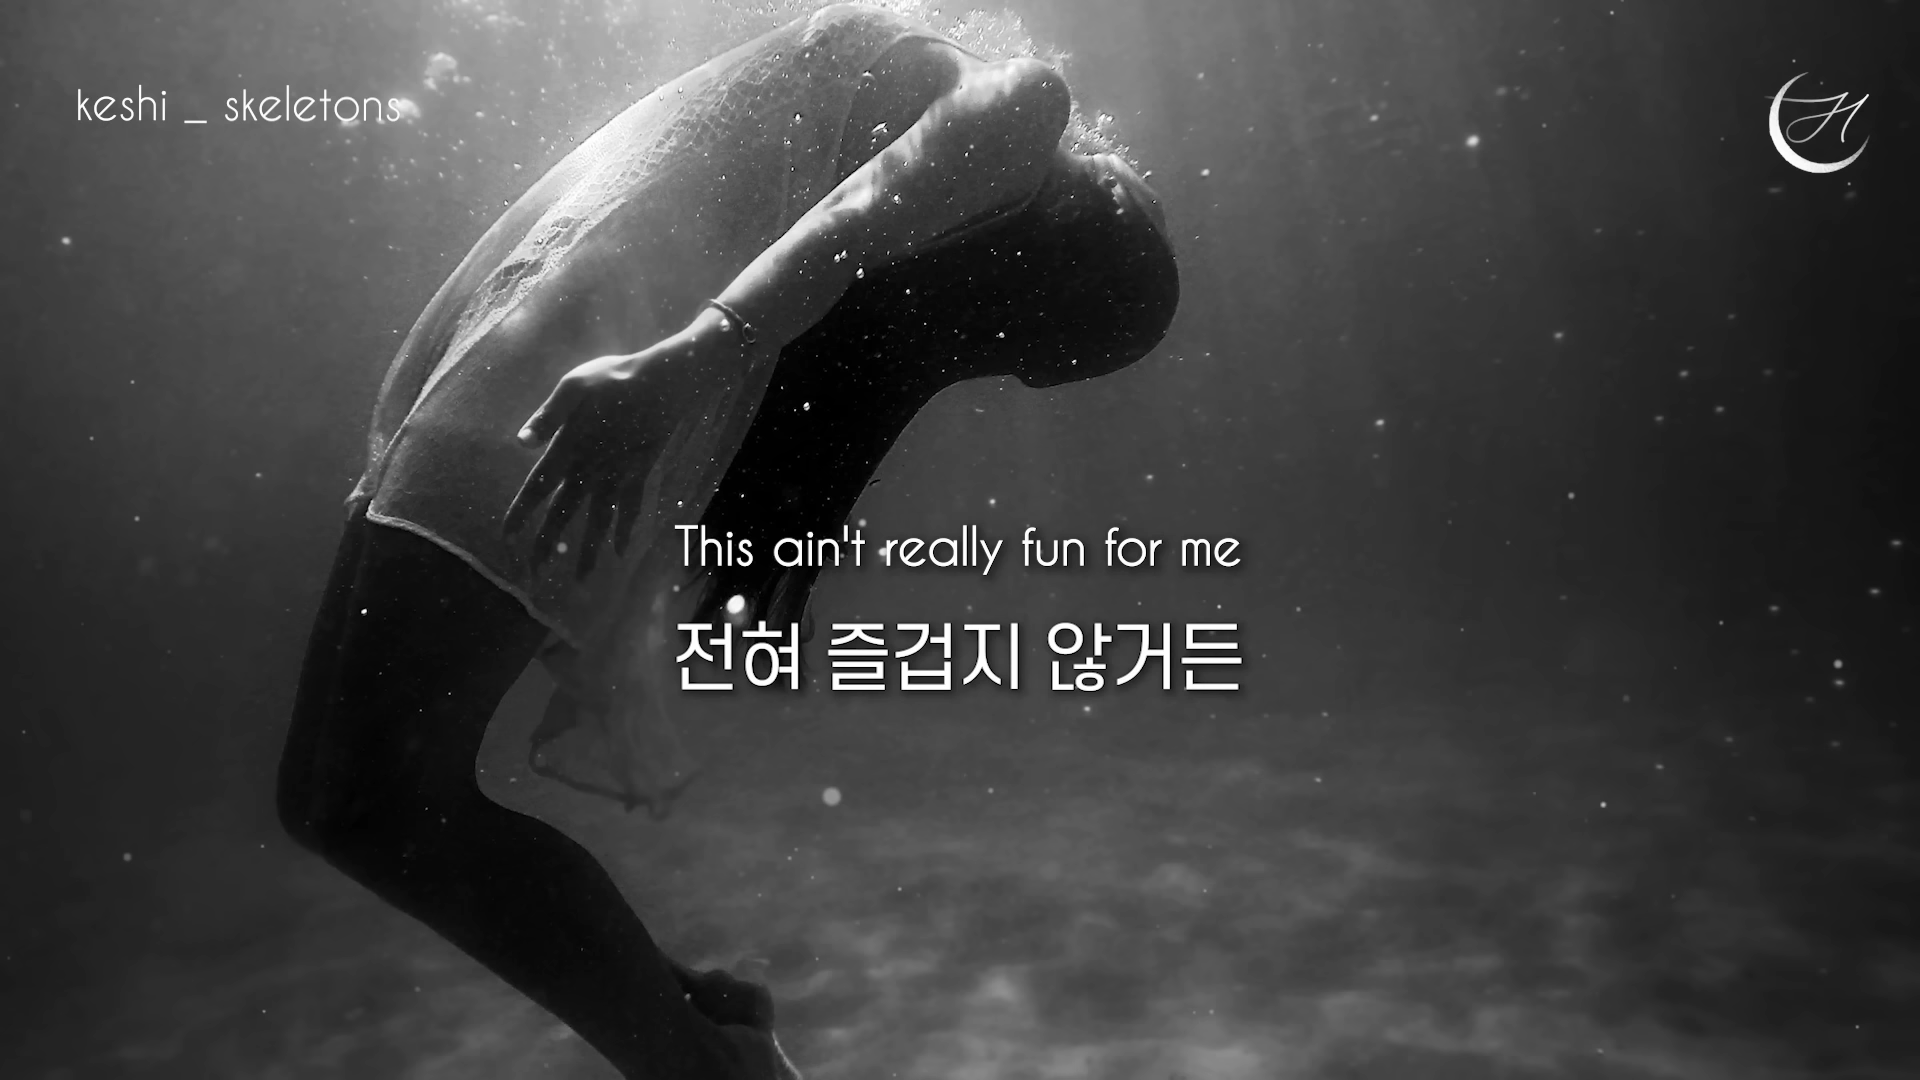 keshi _ skeletons
This ain't really fun for me
전혀 즐겁지 않거든